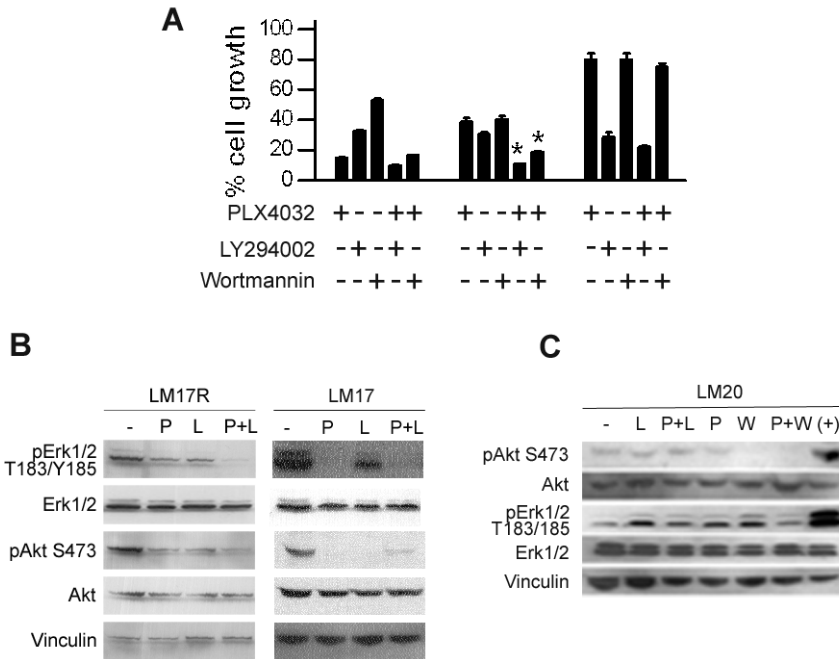 A
% cell growth
100
80
60
40
20
0
PLX4032 + - - + + + - - + + + - - + +
LY294002 - + - + - - + - + - - + - + -
Wortmannin - - + - + - - + - + - - + - +
* *
B
LM17R LM17
- P L P+L - P L P+L
pErk1/2
T183/Y185
Erk1/2
pAkt S473
Akt
Vinculin
C
LM20
- L P+L P W P+W (+)
pAkt S473
Akt
pErk1/2
T183/185
Erk1/2
Vinculin